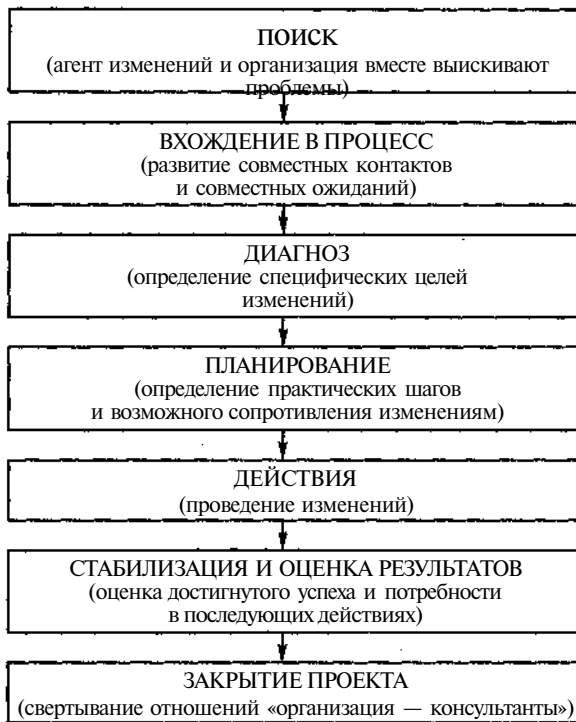 ПОИСК
(агент изменений и организация вместе выискивают
проблемы)
ВХОЖДЕНИЕ В ПРОЦЕСС
(развитие совместных контактов
и совместных ожиданий)
ДИАГНОЗ
(определение специфических целей
изменений)
ПЛАНИРОВАНИЕ
(определение практических шагов
и возможного сопротивления изменениям)
ДЕЙСТВИЯ
(проведение изменений)
СТАБИЛИЗАЦИЯ И ОЦЕНКА РЕЗУЛЬТАТОВ
(оценка достигнутого успеха и потребности
в последующих действиях)
ЗАКРЫТИЕ ПРОЕКТА
(свертывание отношений «организация — консультанты»)